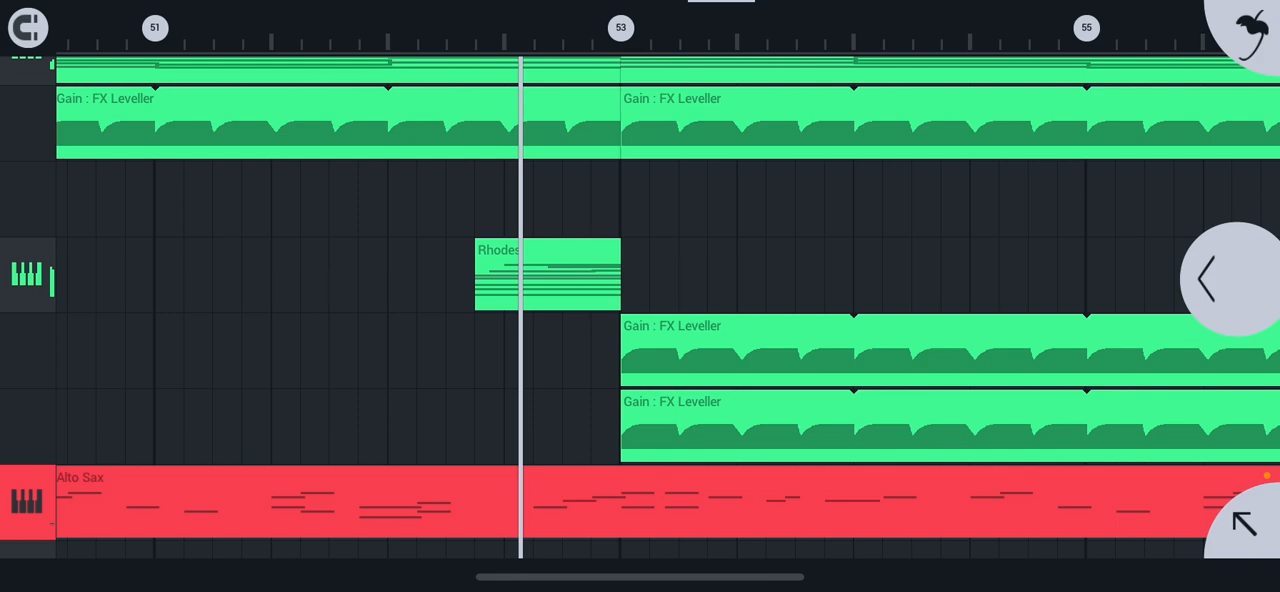 51
53
55
Gain : FX Leveller
Gain : FX Leveller
Rhodes
Gain : FX Leveller
Gain : FX Leveller
Alto Sax